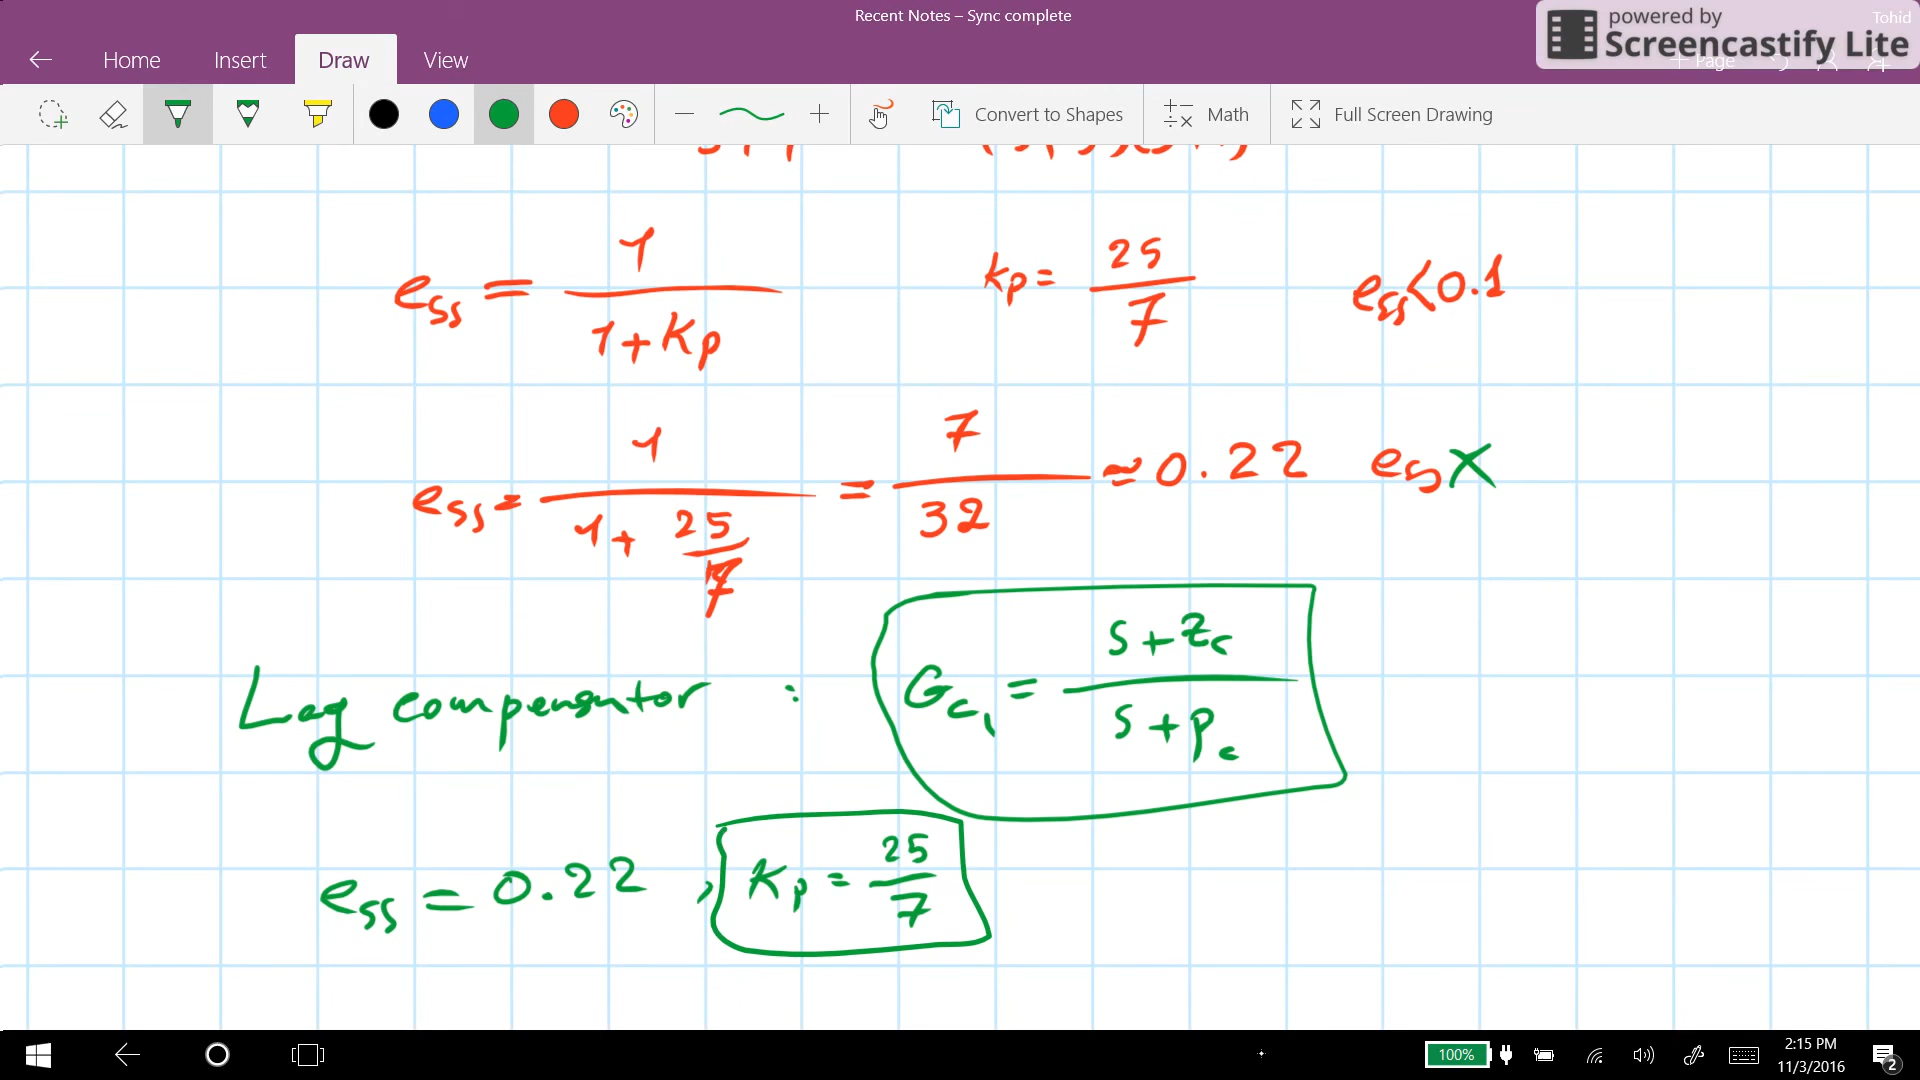 Recent Notes – Sync complete
Tohid
powered by
Screencastify Lite
Home Insert Draw View
+ Page
Convert to Shapes Math Full Screen Drawing
ess = 1 / 1 + Kp    Kp = 25 / 7    ess < 0.1
ess = 1 / 1 + 25/7 = 7 / 32 ≈ 0.22 es X
Lag compensator : Gc1 = s + zc / s + pc
ess = 0.22 , Kp = 25 / 7
100%
2:15 PM
11/3/2016
2